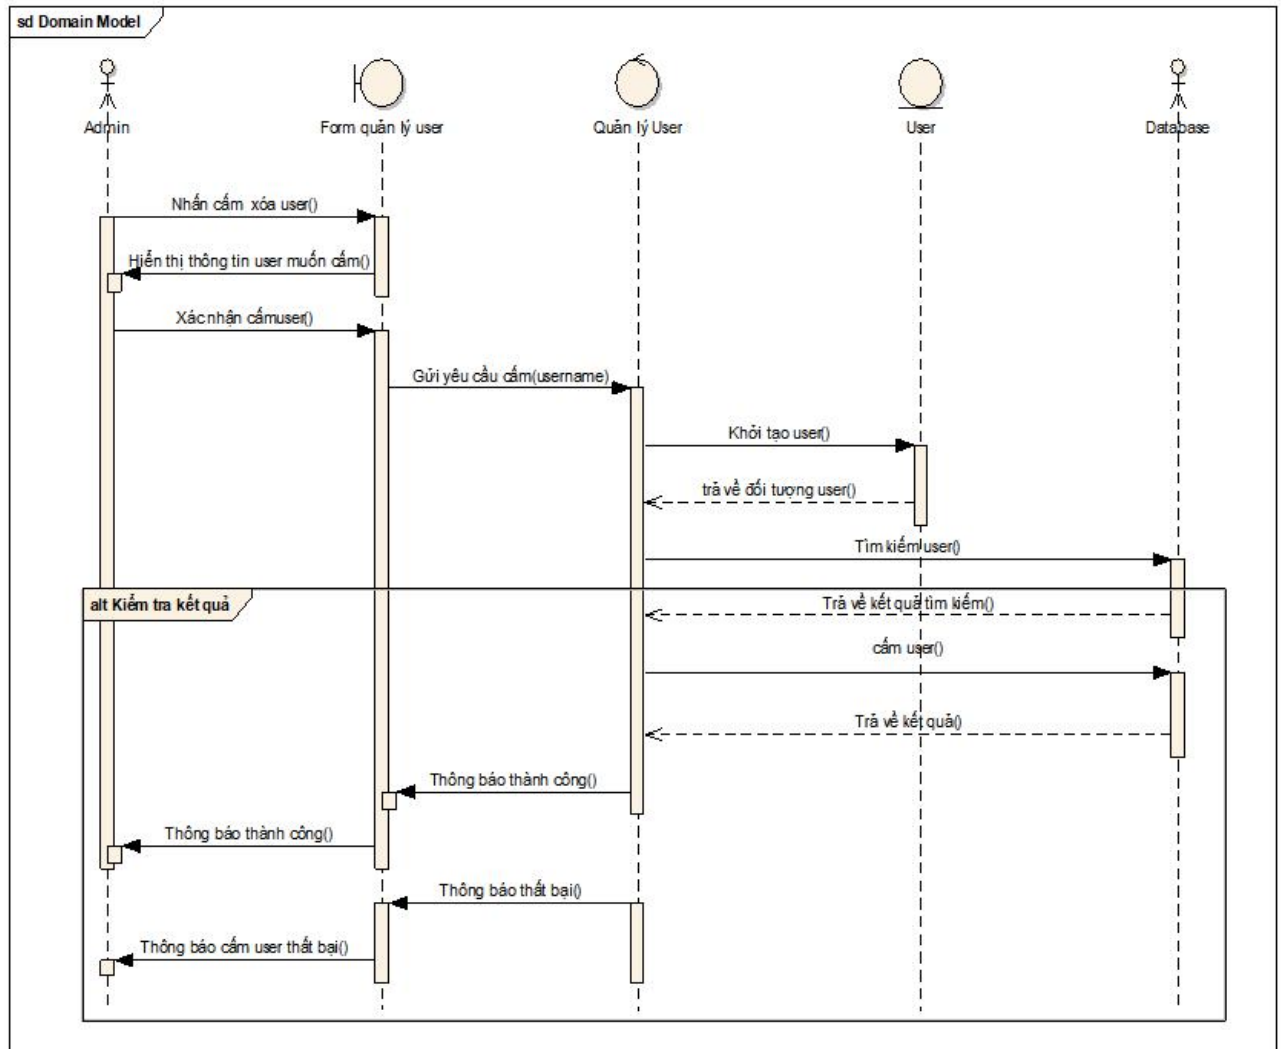 sd Domain Model
Admin
Form quản lý user
Quản lý User
User
Database
Nhấn cấm xóa user()
Hiển thị thông tin user muốn cấm()
Xác nhận cấmuser()
Gửi yêu cầu cấm(username)
Khởi tạo user()
trả về đối tượng user()
Tìm kiếm user()
alt Kiểm tra kết quả
Trả về kết quả tìm kiếm()
cấm user()
Trả về kết quả()
Thông báo thành công()
Thông báo thành công()
Thông báo thất bại()
Thông báo cấm user thất bại()